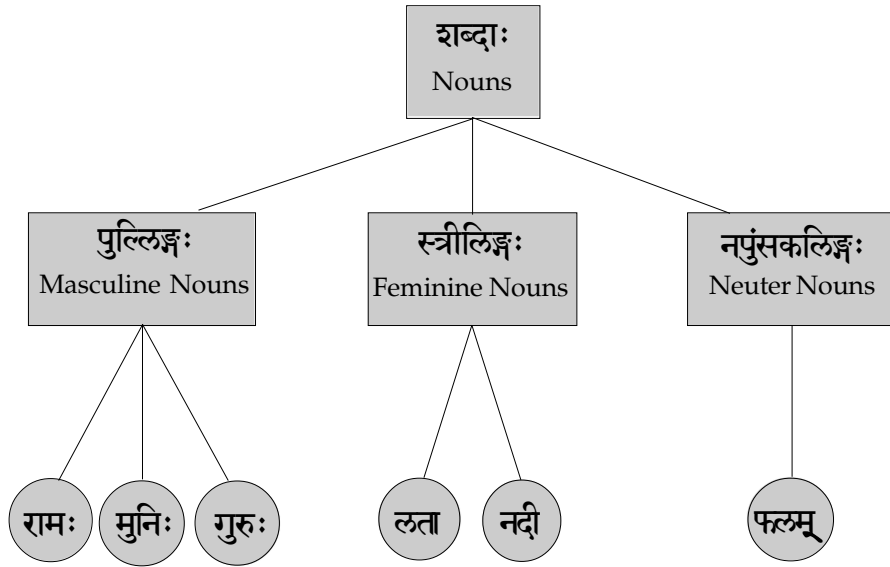 शब्दाः
Nouns
पुल्लिङ्गः
Masculine Nouns
स्त्रीलिङ्गः
Feminine Nouns
नपुंसकलिङ्गः
Neuter Nouns
रामः
मुनिः
गुरुः
लता
नदी
फलम्